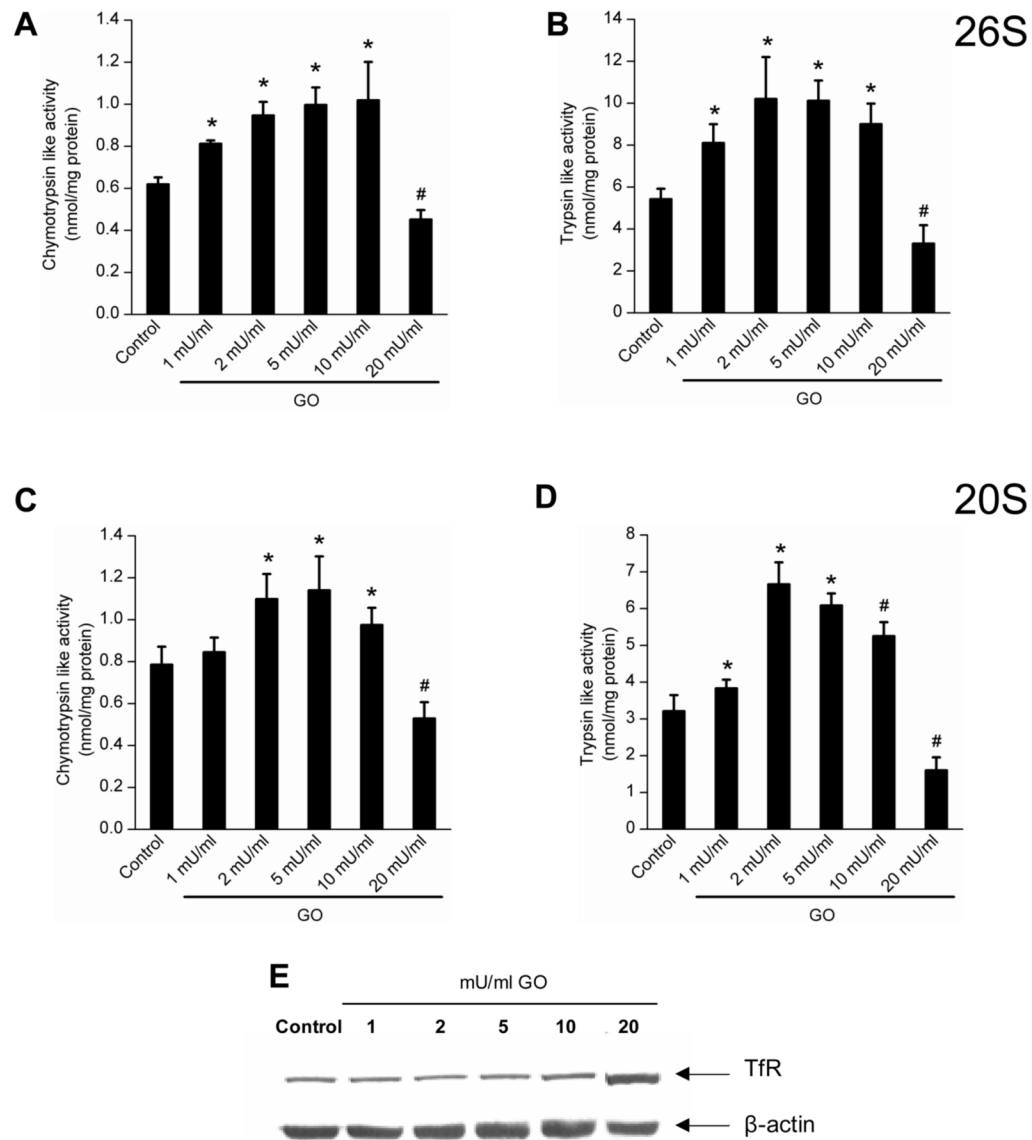 A
Chymotrypsin like activity
(nmol/mg protein)
1.4
1.2
1.0
0.8
0.6
0.4
0.2
0.0
*
*
*
*
#
Control
1 mU/ml
2 mU/ml
5 mU/ml
10 mU/ml
20 mU/ml
GO
B
26S
Trypsin like activity
(nmol/mg protein)
14
12
10
8
6
4
2
0
*
*
*
*
#
Control
1 mU/ml
2 mU/ml
5 mU/ml
10 mU/ml
20 mU/ml
GO
C
Chymotrypsin like activity
(nmol/mg protein)
1.4
1.2
1.0
0.8
0.6
0.4
0.2
0.0
*
*
*
#
Control
1 mU/ml
2 mU/ml
5 mU/ml
10 mU/ml
20 mU/ml
GO
D
20S
Trypsin like activity
(nmol/mg protein)
8
7
6
5
4
3
2
1
0
*
*
*
#
#
Control
1 mU/ml
2 mU/ml
5 mU/ml
10 mU/ml
20 mU/ml
GO
E
mU/ml GO
Control 1 2 5 10 20
TfR
β-actin